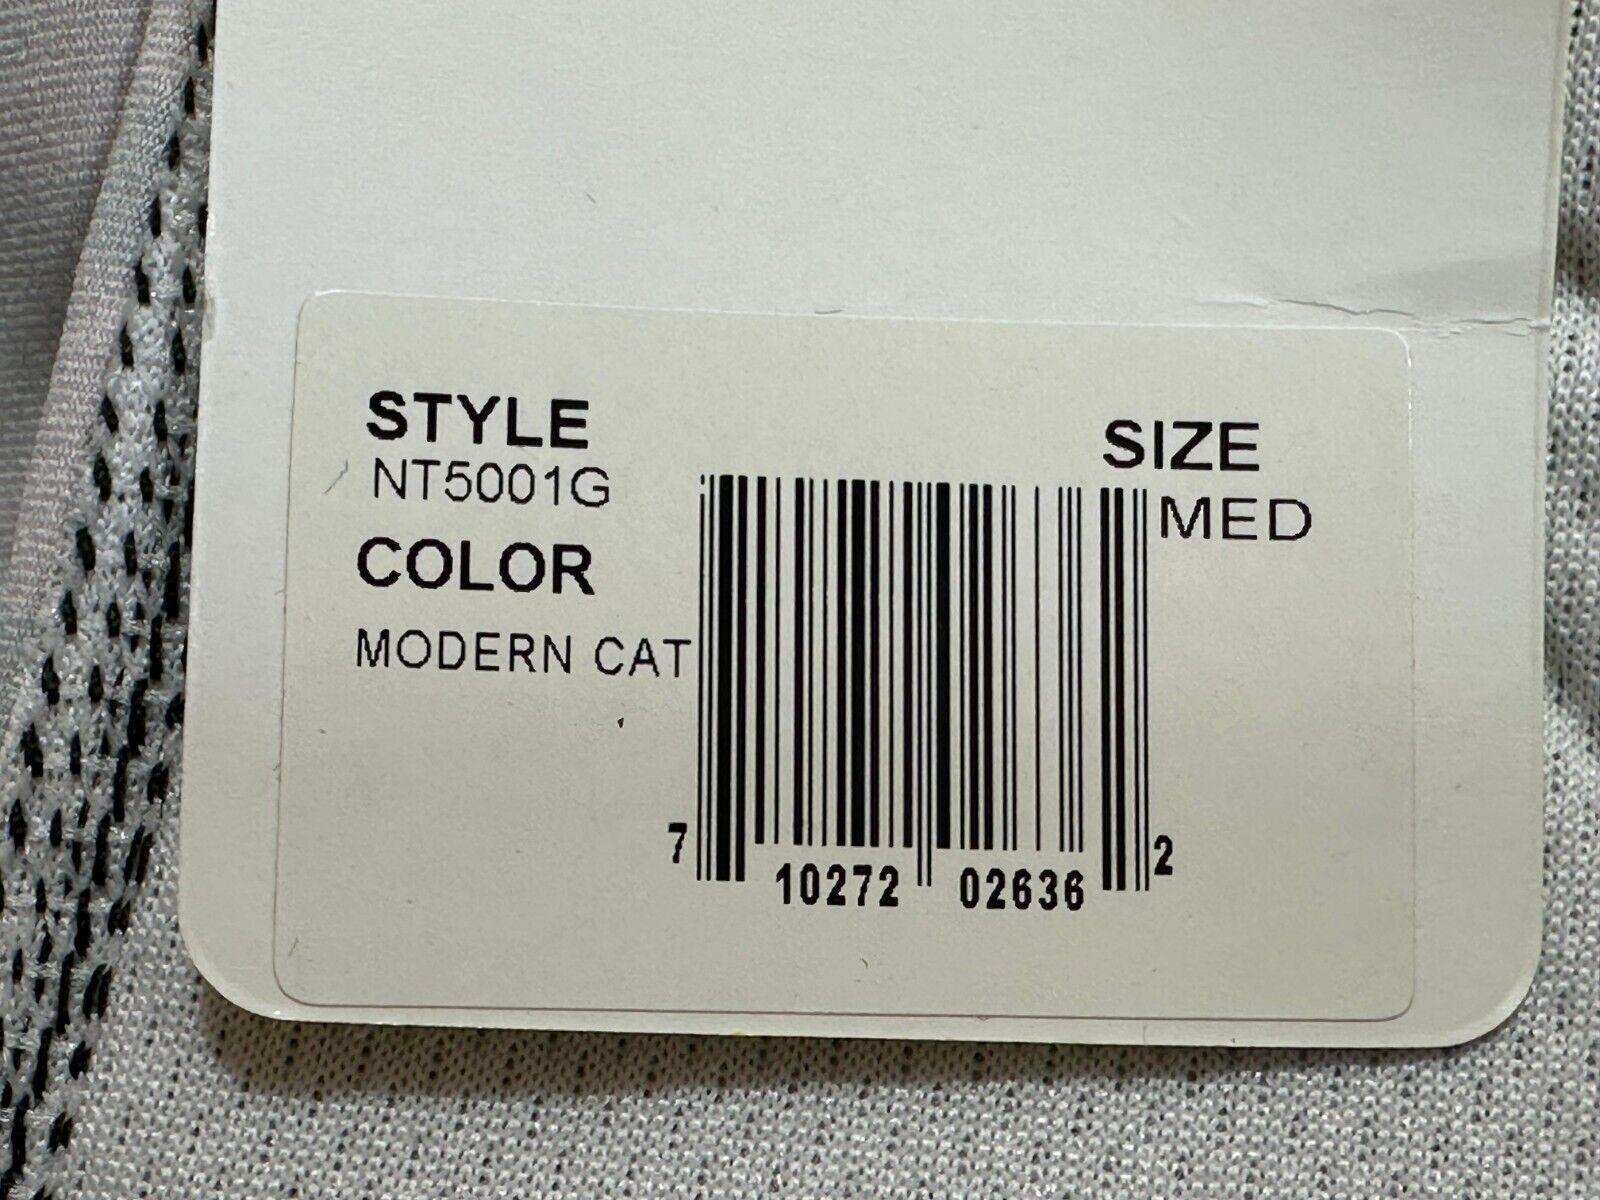 STYLE
NT5001G
COLOR
MODERN CAT
SIZE
MED
7 10272 02636 2